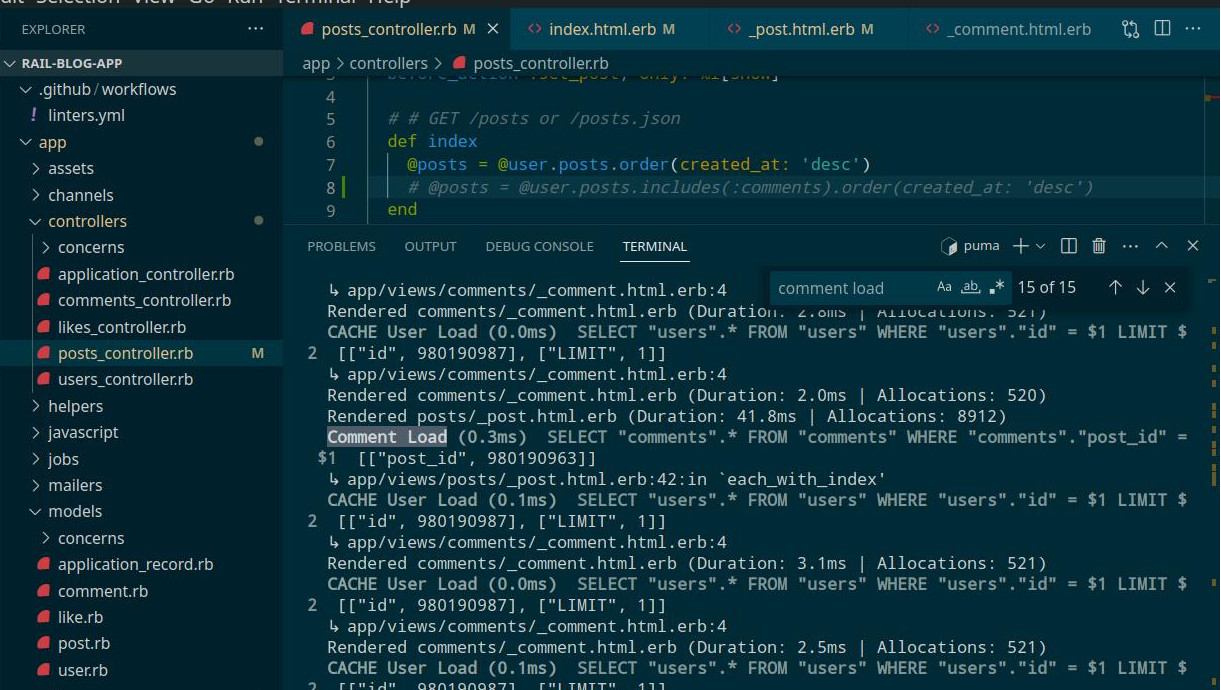 dit Selection View Go Run Terminal Help
EXPLORER ···
posts_controller.rb M
index.html.erb M
_post.html.erb M
_comment.html.erb
···
RAIL-BLOG-APP
app > controllers > posts_controller.rb
.github / workflows
! linters.yml
app
assets
channels
controllers
concerns
application_controller.rb
comments_controller.rb
likes_controller.rb
posts_controller.rb M
users_controller.rb
helpers
javascript
jobs
mailers
models
concerns
application_record.rb
comment.rb
like.rb
post.rb
user.rb
3 before_action :set_post, only: %i[show]
4
5 # # GET /posts or /posts.json
6 def index
7 @posts = @user.posts.order(created_at: 'desc')
8 # @posts = @user.posts.includes(:comments).order(created_at: 'desc')
9 end
PROBLEMS OUTPUT DEBUG CONSOLE TERMINAL
puma
···
comment load Aa ab .* 15 of 15
↳ app/views/comments/_comment.html.erb:4
Rendered comments/_comment.html.erb (Duration: 2.8ms | Allocations: 521)
CACHE User Load (0.0ms) SELECT "users".* FROM "users" WHERE "users"."id" = $1 LIMIT $
2 [["id", 980190987], ["LIMIT", 1]]
↳ app/views/comments/_comment.html.erb:4
Rendered comments/_comment.html.erb (Duration: 2.0ms | Allocations: 520)
Rendered posts/_post.html.erb (Duration: 41.8ms | Allocations: 8912)
Comment Load (0.3ms) SELECT "comments".* FROM "comments" WHERE "comments"."post_id" =
$1 [["post_id", 980190963]]
↳ app/views/posts/_post.html.erb:42:in `each_with_index'
CACHE User Load (0.1ms) SELECT "users".* FROM "users" WHERE "users"."id" = $1 LIMIT $
2 [["id", 980190987], ["LIMIT", 1]]
↳ app/views/comments/_comment.html.erb:4
Rendered comments/_comment.html.erb (Duration: 3.1ms | Allocations: 521)
CACHE User Load (0.0ms) SELECT "users".* FROM "users" WHERE "users"."id" = $1 LIMIT $
2 [["id", 980190987], ["LIMIT", 1]]
↳ app/views/comments/_comment.html.erb:4
Rendered comments/_comment.html.erb (Duration: 2.5ms | Allocations: 521)
CACHE User Load (0.1ms) SELECT "users".* FROM "users" WHERE "users"."id" = $1 LIMIT $
2 [["id", 980190987], ["LIMIT", 1]]